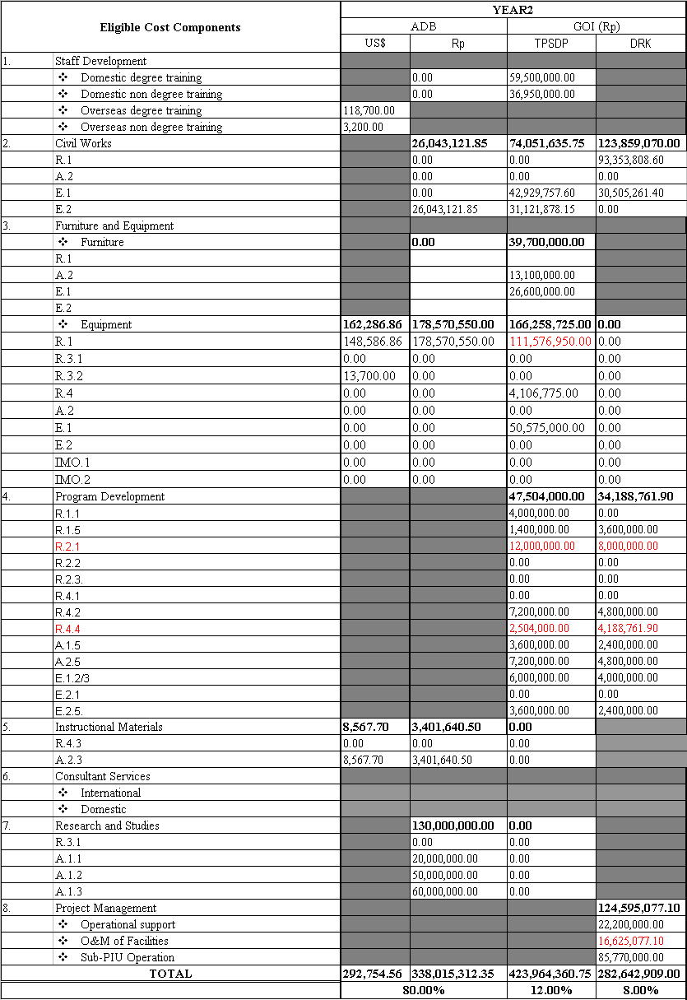 Eligible Cost Components YEAR2
ADB GOI (Rp)
US$ Rp TPSDP DRK
1. Staff Development
❖ Domestic degree training 0.00 59,500,000.00
❖ Domestic non degree training 0.00 36,950,000.00
❖ Overseas degree training 118,700.00
❖ Overseas non degree training 3,200.00
2. Civil Works 26,043,121.85 74,051,635.75 123,859,070.00
R.1 0.00 0.00 93,353,808.60
A.2 0.00 0.00 0.00
E.1 0.00 42,929,757.60 30,505,261.40
E.2 26,043,121.85 31,121,878.15 0.00
3. Furniture and Equipment
❖ Furniture 0.00 39,700,000.00
R.1
A.2 13,100,000.00
E.1 26,600,000.00
E.2
❖ Equipment 162,286.86 178,570,550.00 166,258,725.00 0.00
R.1 148,586.86 178,570,550.00 111,576,950.00 0.00
R.3.1 0.00 0.00 0.00 0.00
R.3.2 13,700.00 0.00 0.00 0.00
R.4 0.00 0.00 4,106,775.00 0.00
A.2 0.00 0.00 0.00 0.00
E.1 0.00 0.00 50,575,000.00 0.00
E.2 0.00 0.00 0.00 0.00
IMO.1 0.00 0.00 0.00 0.00
IMO.2 0.00 0.00 0.00 0.00
4. Program Development 47,504,000.00 34,188,761.90
R.1.1 4,000,000.00 0.00
R.1.5 1,400,000.00 3,600,000.00
R.2.1 12,000,000.00 8,000,000.00
R.2.2 0.00 0.00
R.2.3. 0.00 0.00
R.4.1 0.00 0.00
R.4.2 7,200,000.00 4,800,000.00
R.4.4 2,504,000.00 4,188,761.90
A.1.5 3,600,000.00 2,400,000.00
A.2.5 7,200,000.00 4,800,000.00
E.1.2/3 6,000,000.00 4,000,000.00
E.2.1 0.00 0.00
E.2.5. 3,600,000.00 2,400,000.00
5. Instructional Materials 8,567.70 3,401,640.50 0.00
R.4.3 0.00 0.00 0.00
A.2.3 8,567.70 3,401,640.50 0.00
6. Consultant Services
❖ International
❖ Domestic
7. Research and Studies 130,000,000.00 0.00
R.3.1 0.00 0.00
A.1.1 20,000,000.00 0.00
A.1.2 50,000,000.00 0.00
A.1.3 60,000,000.00 0.00
8. Project Management 124,595,077.10
❖ Operational support 22,200,000.00
❖ O&M of Facilities 16,625,077.10
❖ Sub-PIU Operation 85,770,000.00
TOTAL 292,754.56 338,015,312.35 423,964,360.75 282,642,909.00
80.00% 12.00% 8.00%